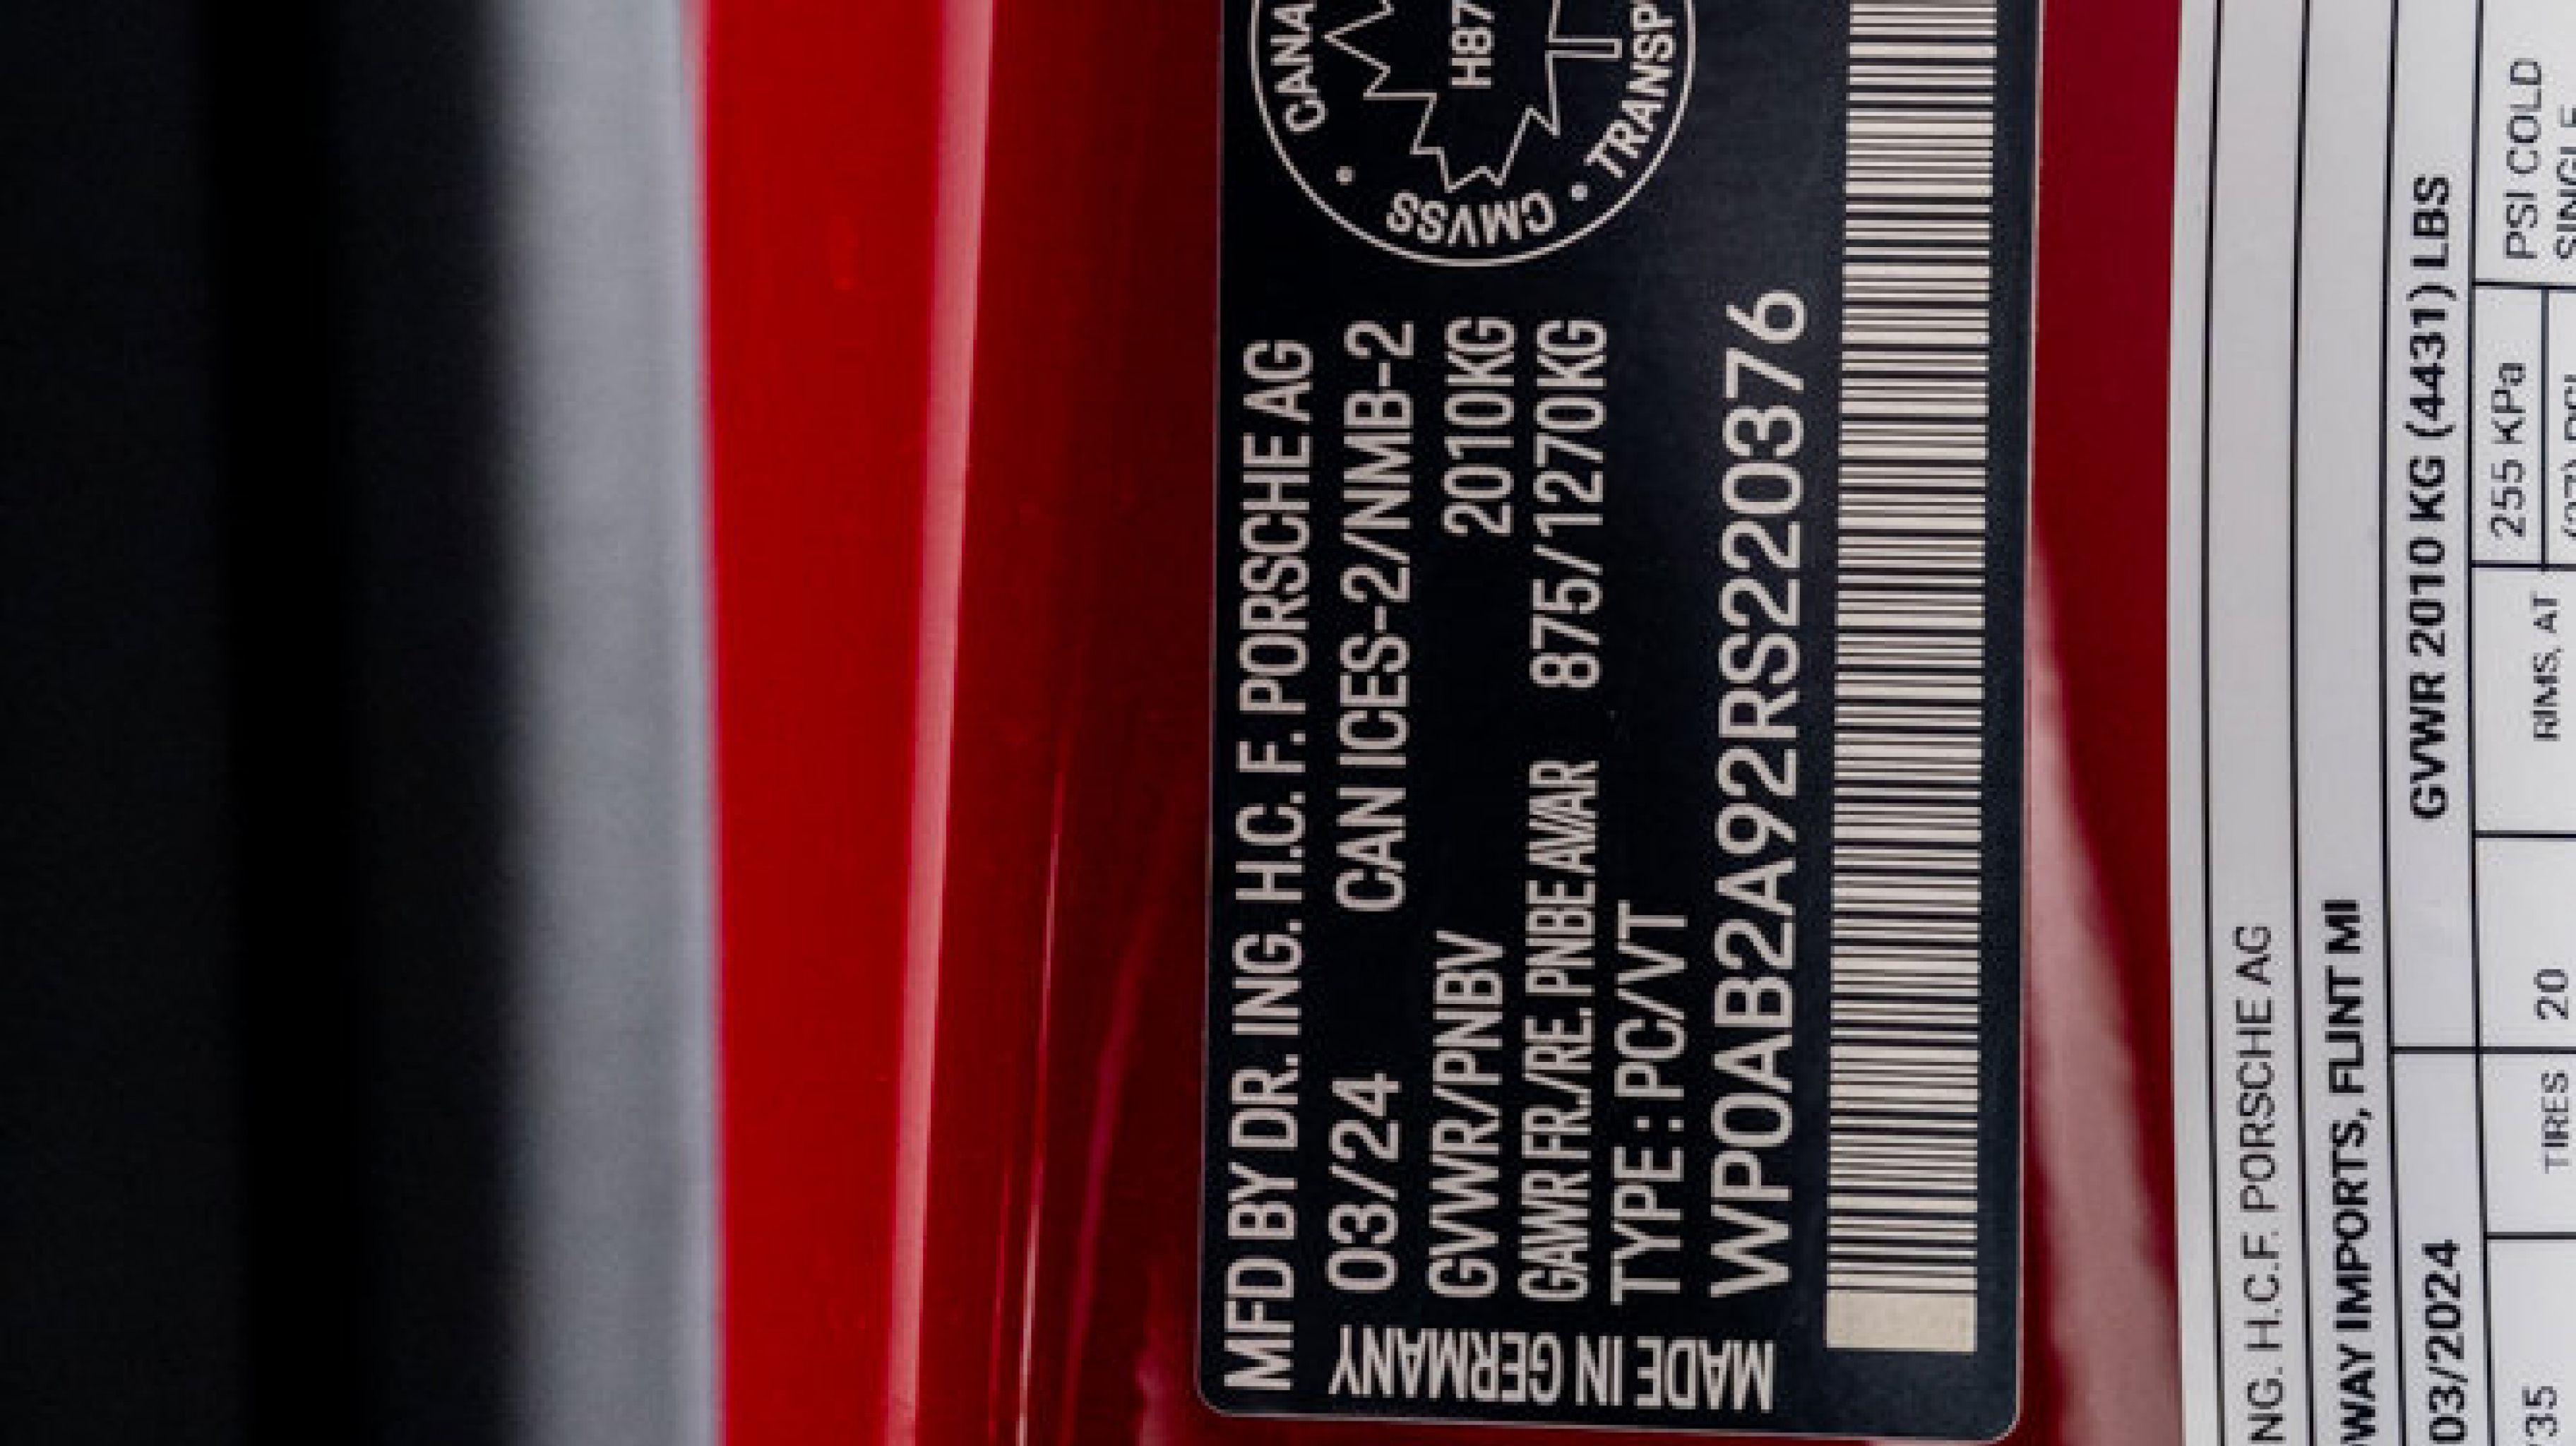 MFD BY DR. ING. H.C. F. PORSCHE AG
03/24 CAN ICES-2/NMB-2
GVWR/PNBV 2010KG
GAWR FR./RE. PNBE AV/AR 875/1270KG
TYPE : PC/VT
WP0AB2A92RS220376
MADE IN GERMANY
CMVSS
H87
ING. H.C.F. PORSCHE AG
IMPORTS, FLINT MI
03/2024 GVWR 2010 KG (4431) LBS
TIRES 20 RIMS, AT 255 KPa PSI COLD